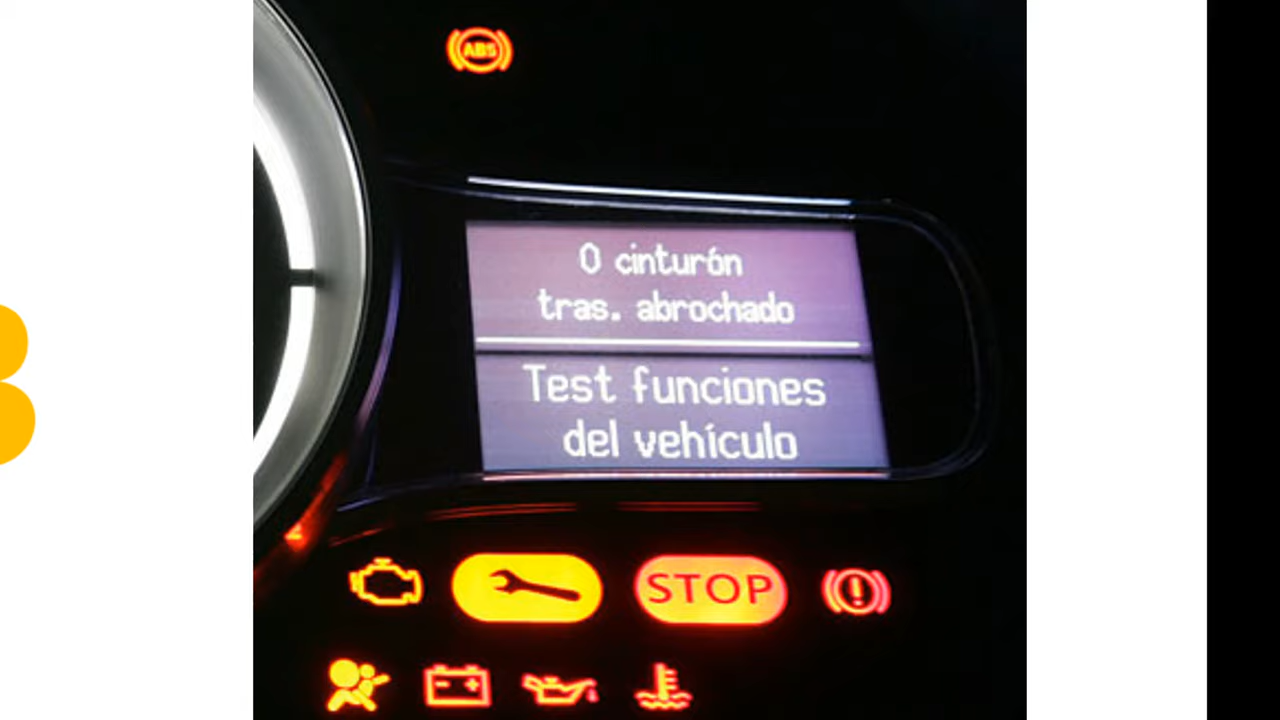 ABS
0 cinturón
tras. abrochado
Test funciones
del vehículo
STOP